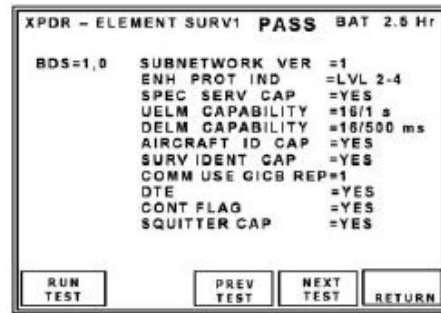 XPDR – ELEMENT SURV1 PASS BAT 2.5 Hr
BDS=1,0 SUBNETWORK VER =1
ENH PROT IND =LVL 2-4
SPEC SERV CAP =YES
UELM CAPABILITY =16/1 s
DELM CAPABILITY =16/500 ms
AIRCRAFT ID CAP =YES
SURV IDENT CAP =YES
COMM USE GICB REP=1
DTE =YES
CONT FLAG =YES
SQUITTER CAP =YES
RUN TEST
PREV TEST
NEXT TEST
RETURN